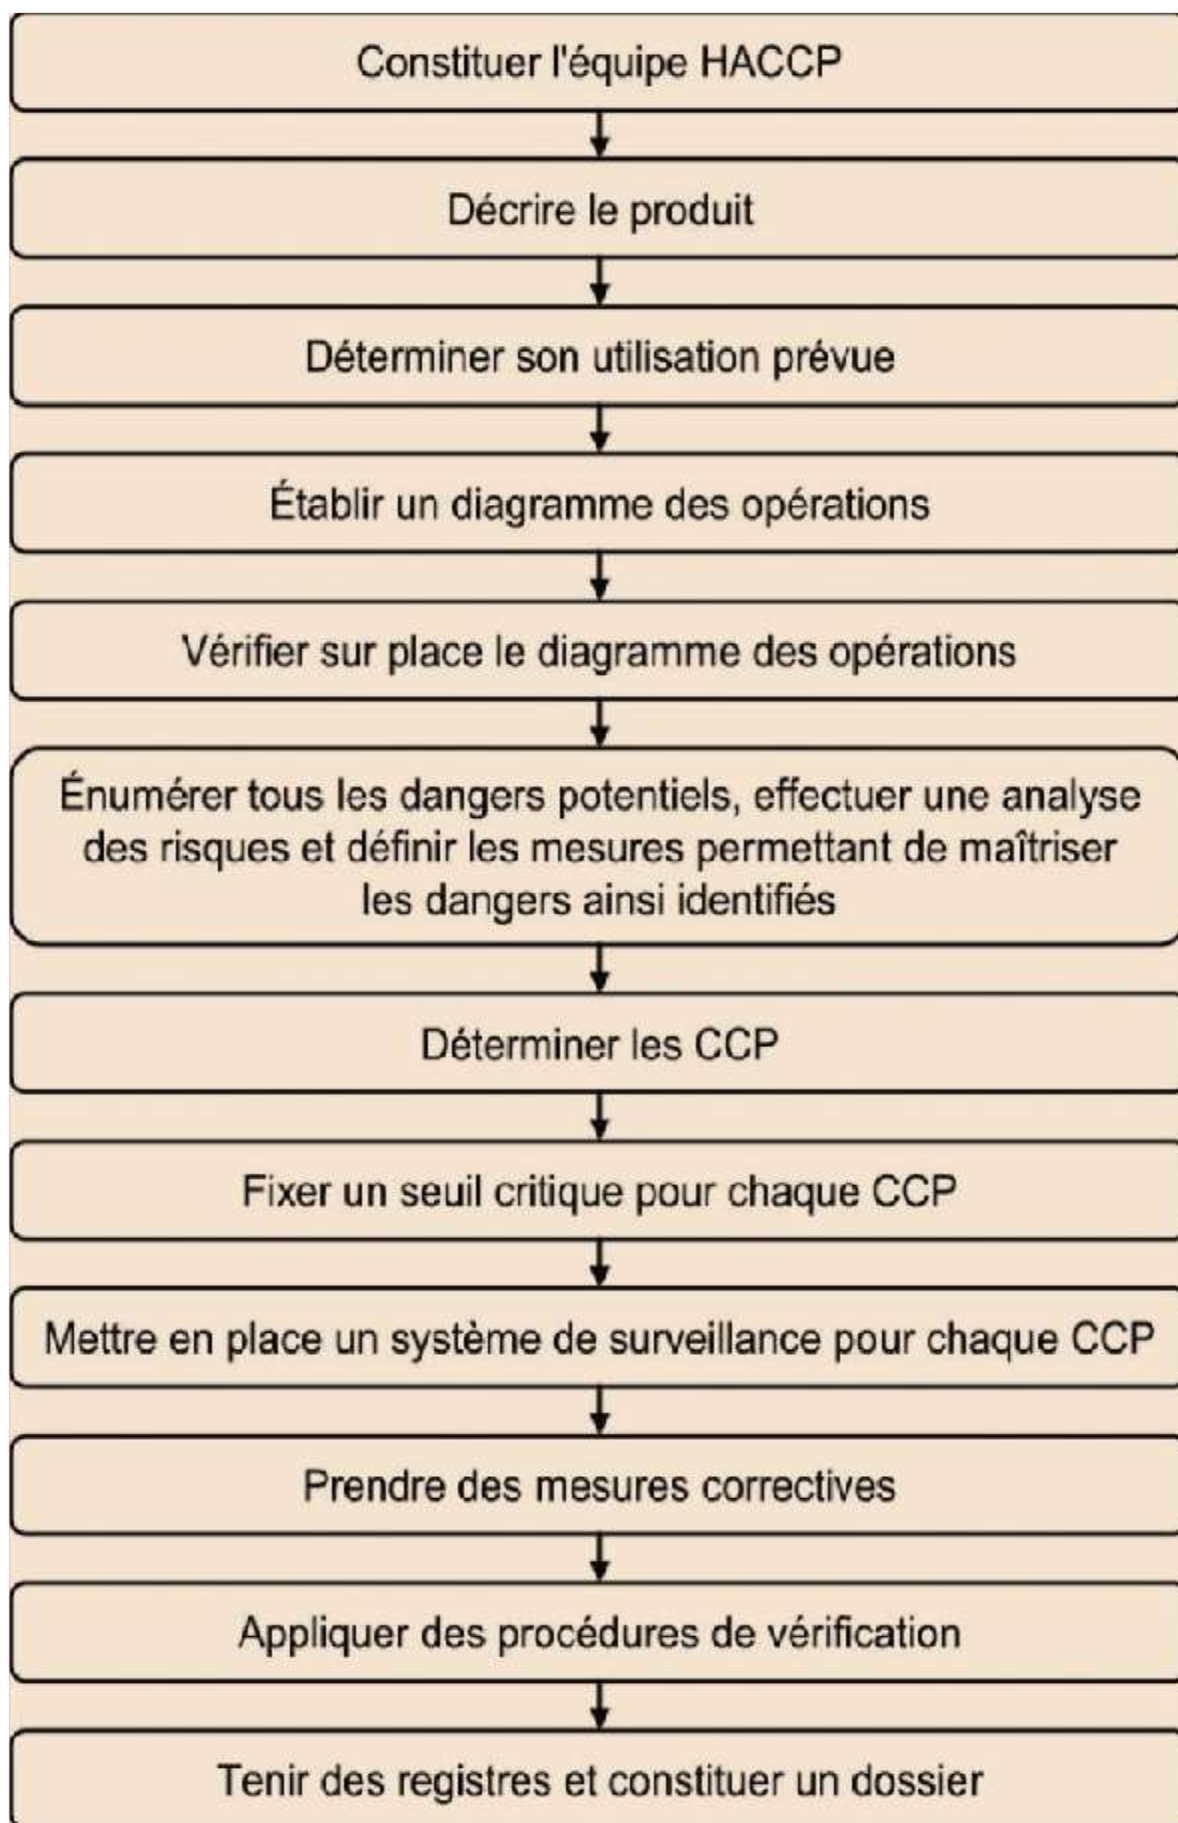 Constituer l'équipe HACCP
Décrire le produit
Déterminer son utilisation prévue
Établir un diagramme des opérations
Vérifier sur place le diagramme des opérations
Énumérer tous les dangers potentiels, effectuer une analyse
des risques et définir les mesures permettant de maîtriser
les dangers ainsi identifiés
Déterminer les CCP
Fixer un seuil critique pour chaque CCP
Mettre en place un système de surveillance pour chaque CCP
Prendre des mesures correctives
Appliquer des procédures de vérification
Tenir des registres et constituer un dossier